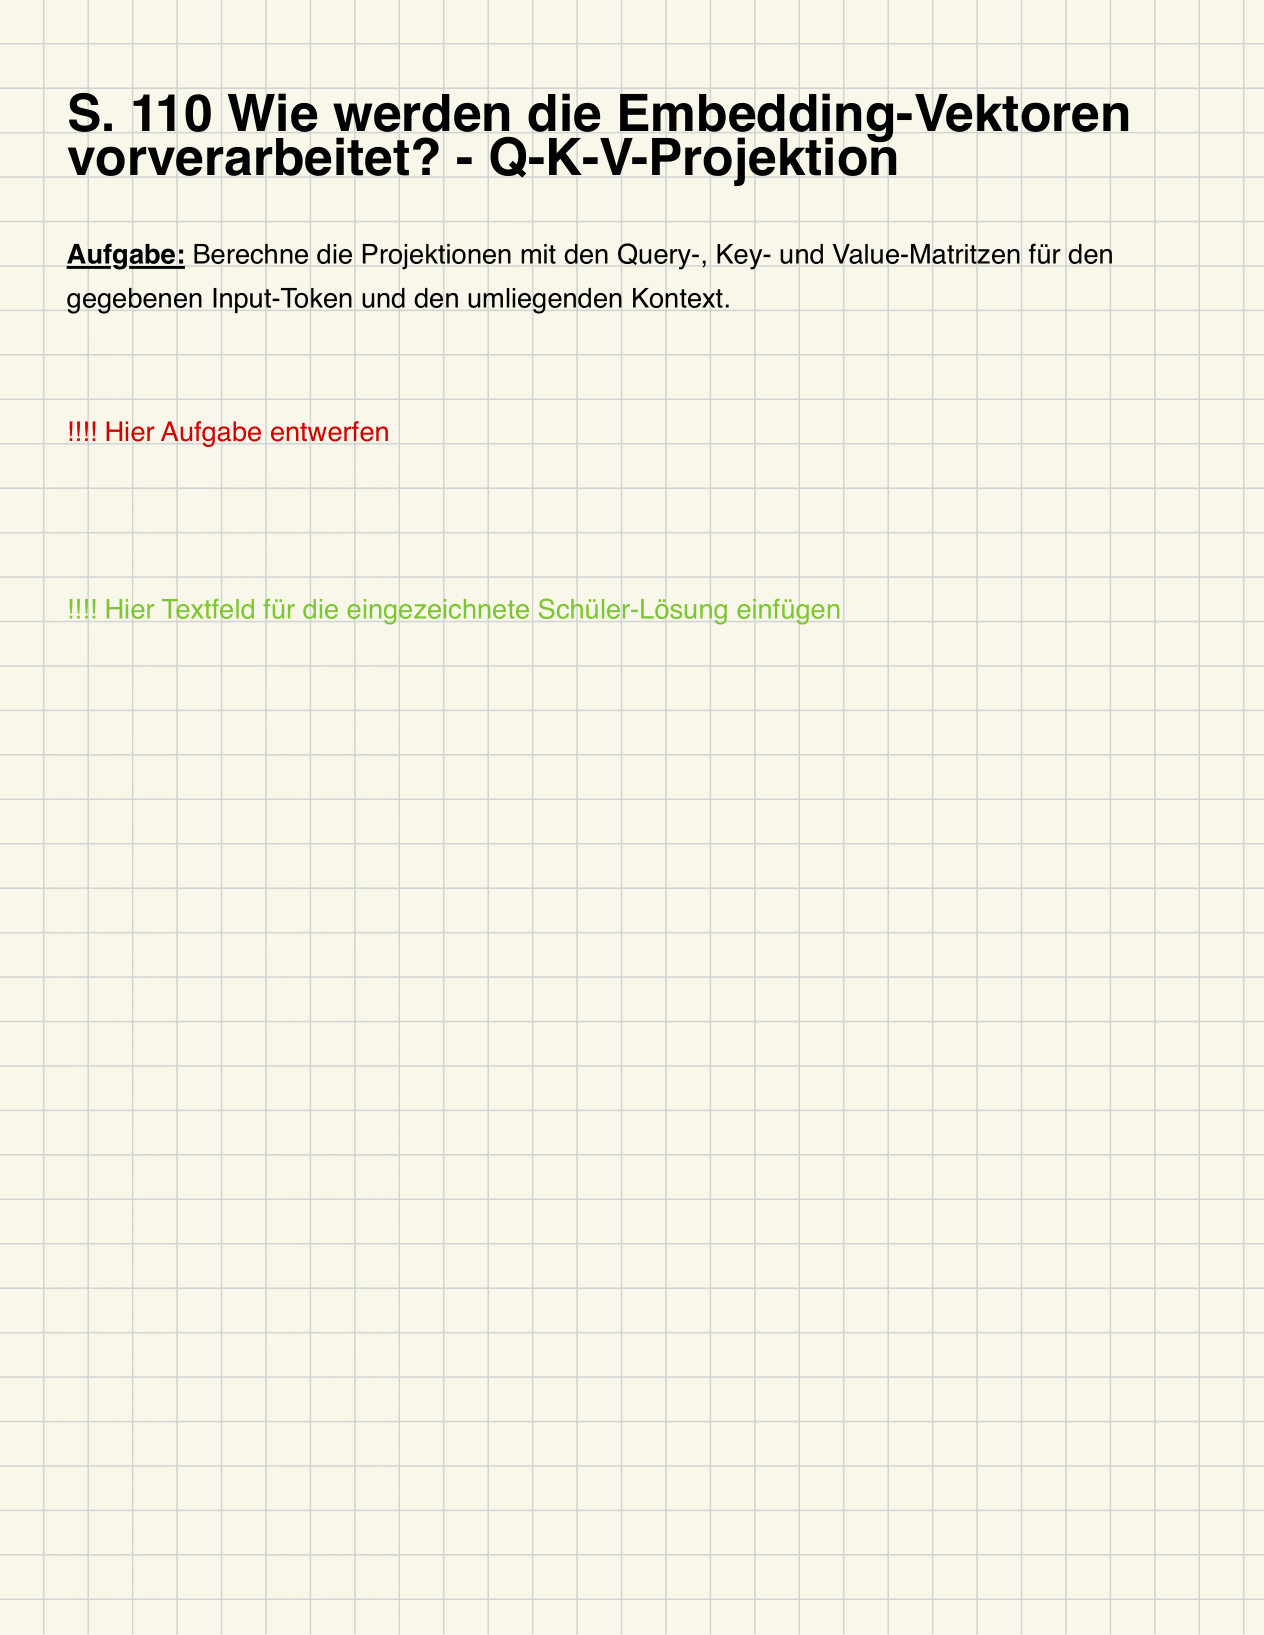 S. 110 Wie werden die Embedding-Vektoren
vorverarbeitet? - Q-K-V-Projektion
Aufgabe: Berechne die Projektionen mit den Query-, Key- und Value-Matritzen für den
gegebenen Input-Token und den umliegenden Kontext.
!!!! Hier Aufgabe entwerfen
!!!! Hier Textfeld für die eingezeichnete Schüler-Lösung einfügen